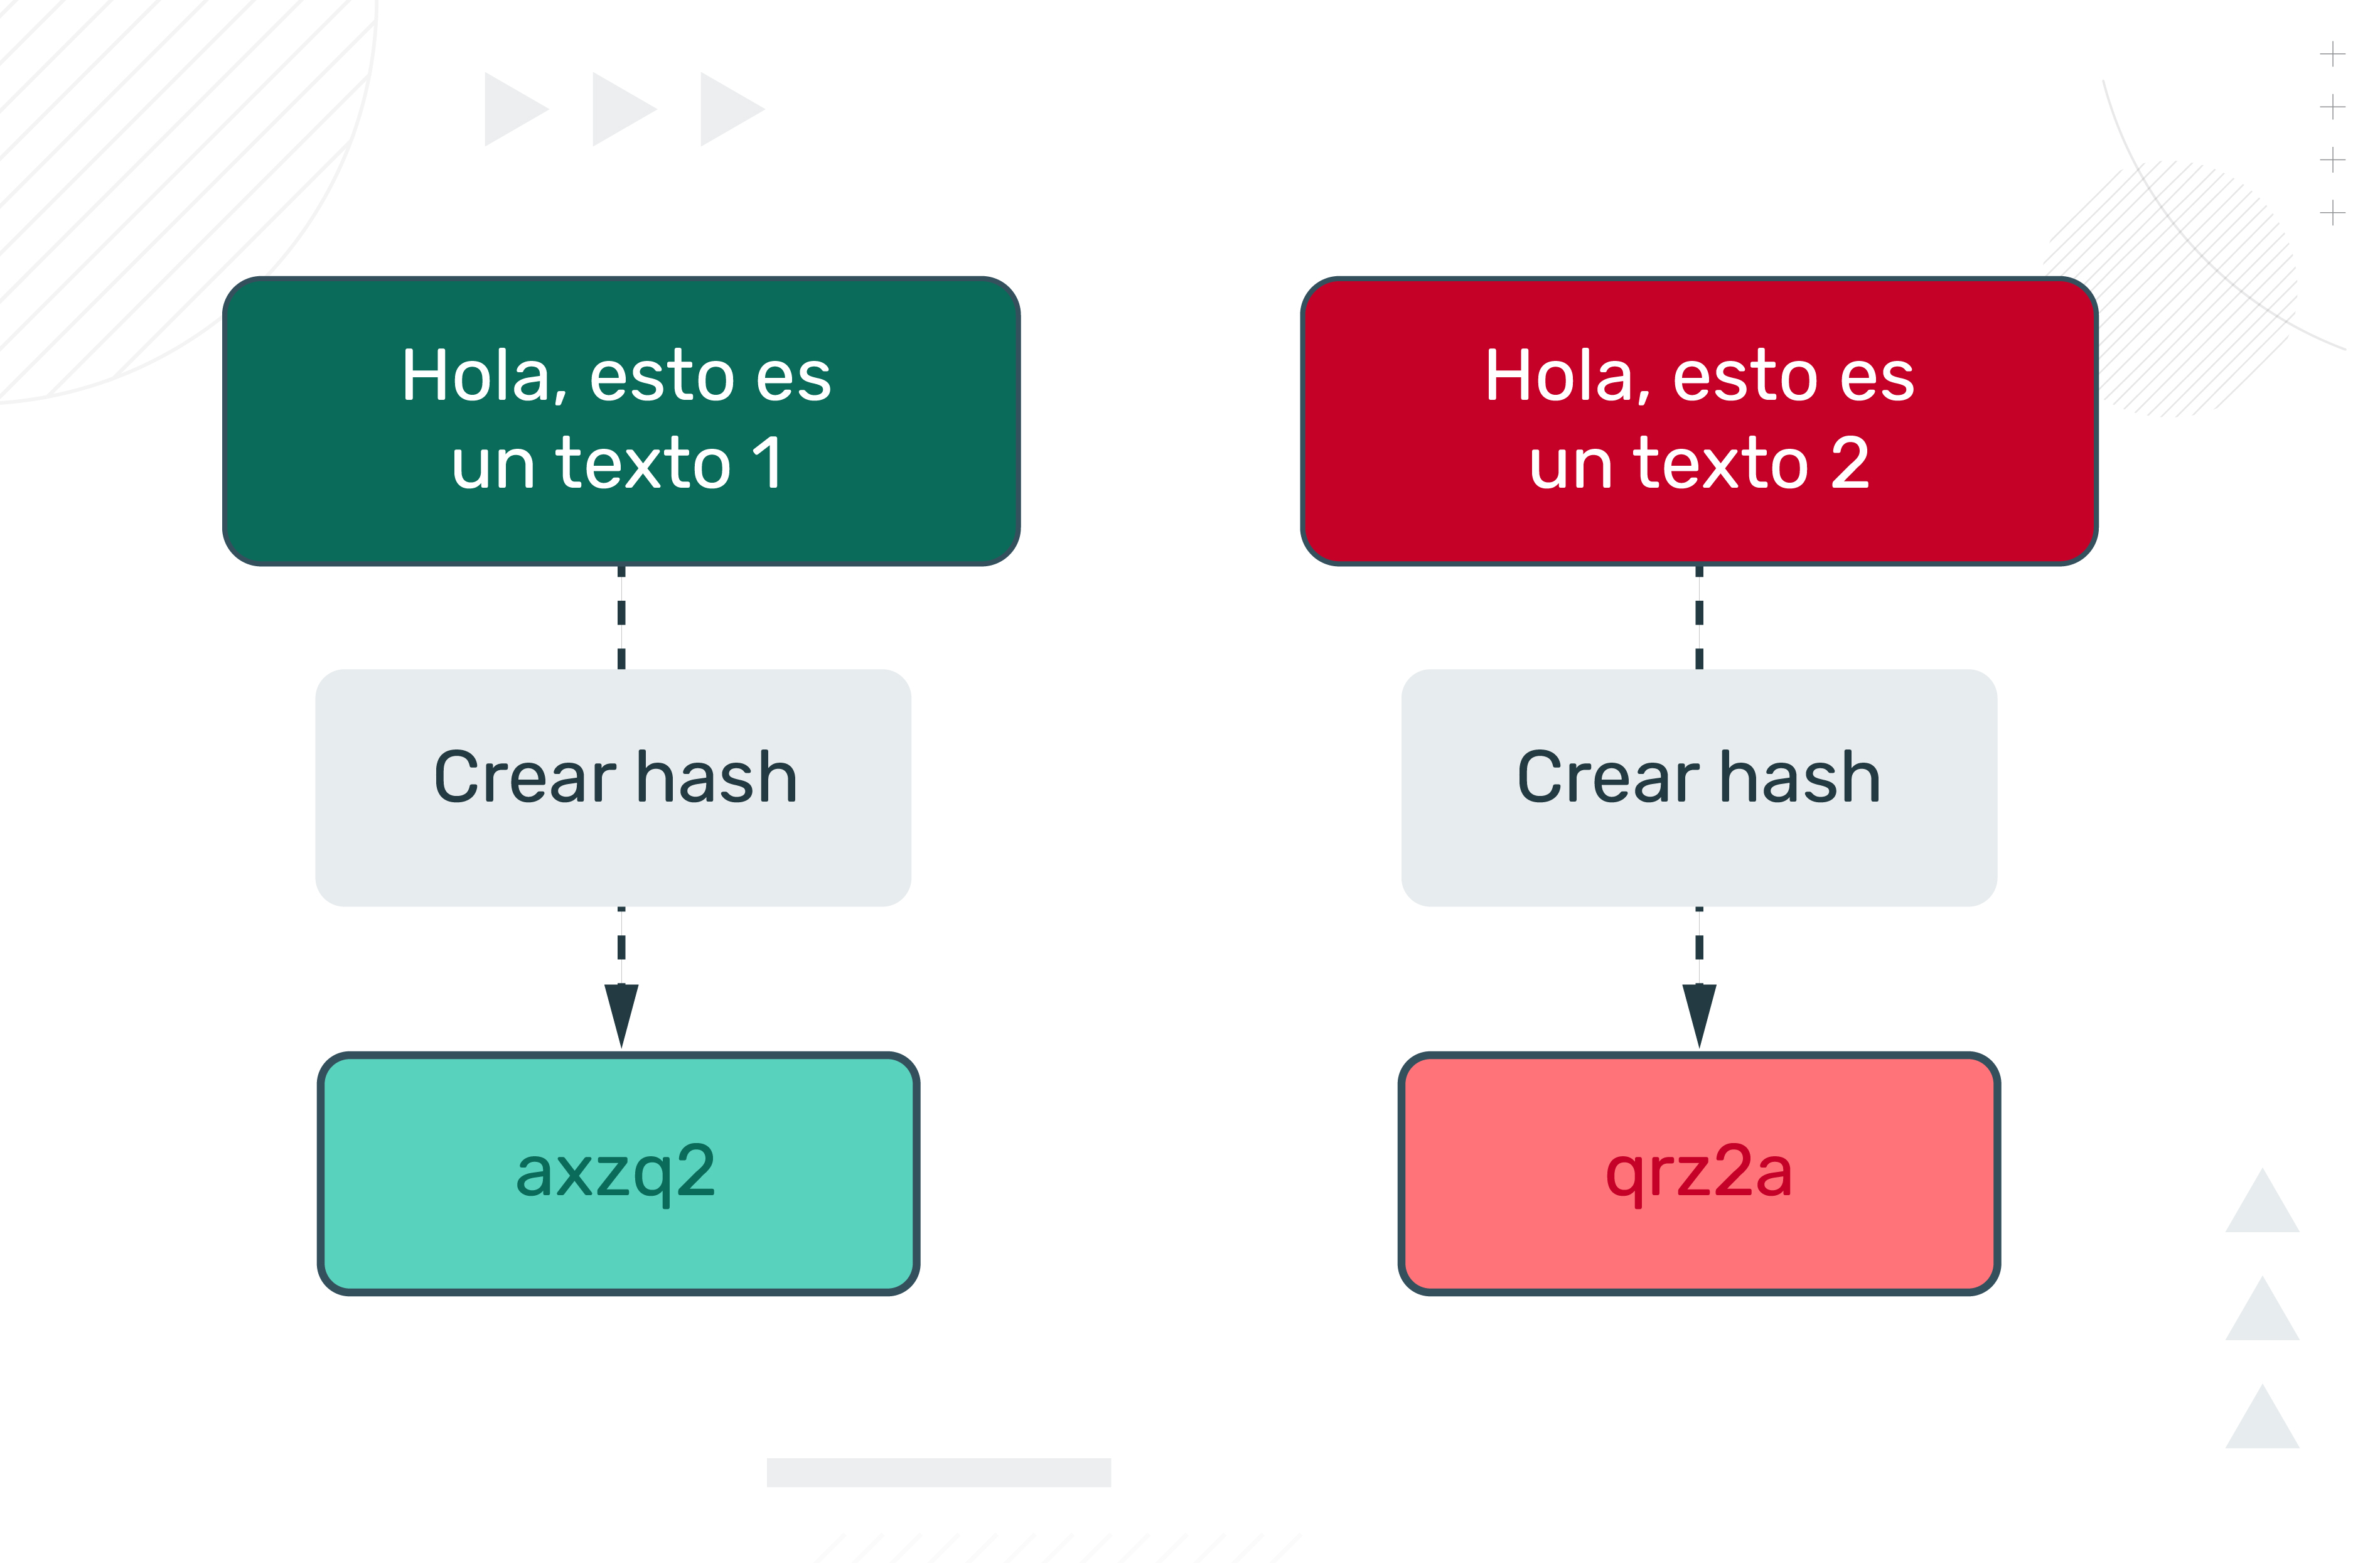 Hola, esto es
un texto 1
Crear hash
axzq2
Hola, esto es
un texto 2
Crear hash
qrz2a